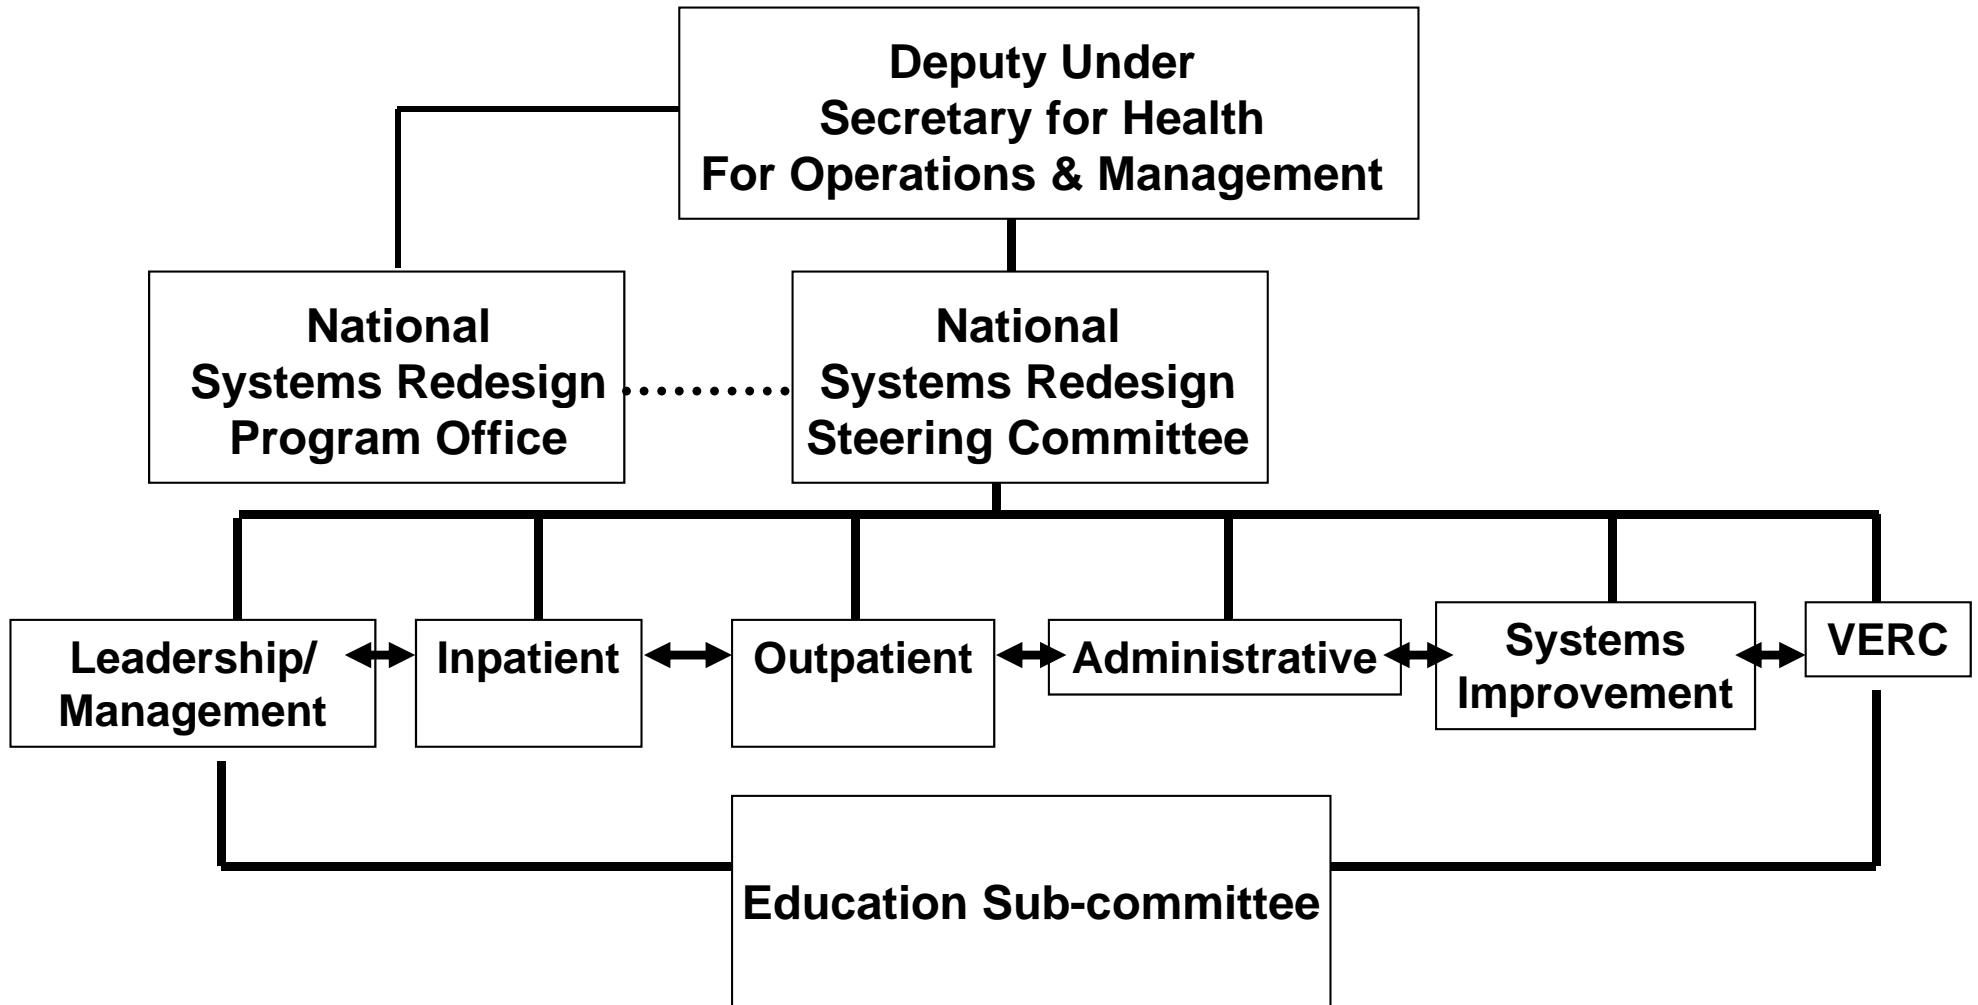 Deputy Under
Secretary for Health
For Operations & Management
National
Systems Redesign
Program Office
National
Systems Redesign
Steering Committee
Leadership/
Management
Inpatient
Outpatient
Administrative
Systems
Improvement
VERC
Education Sub-committee